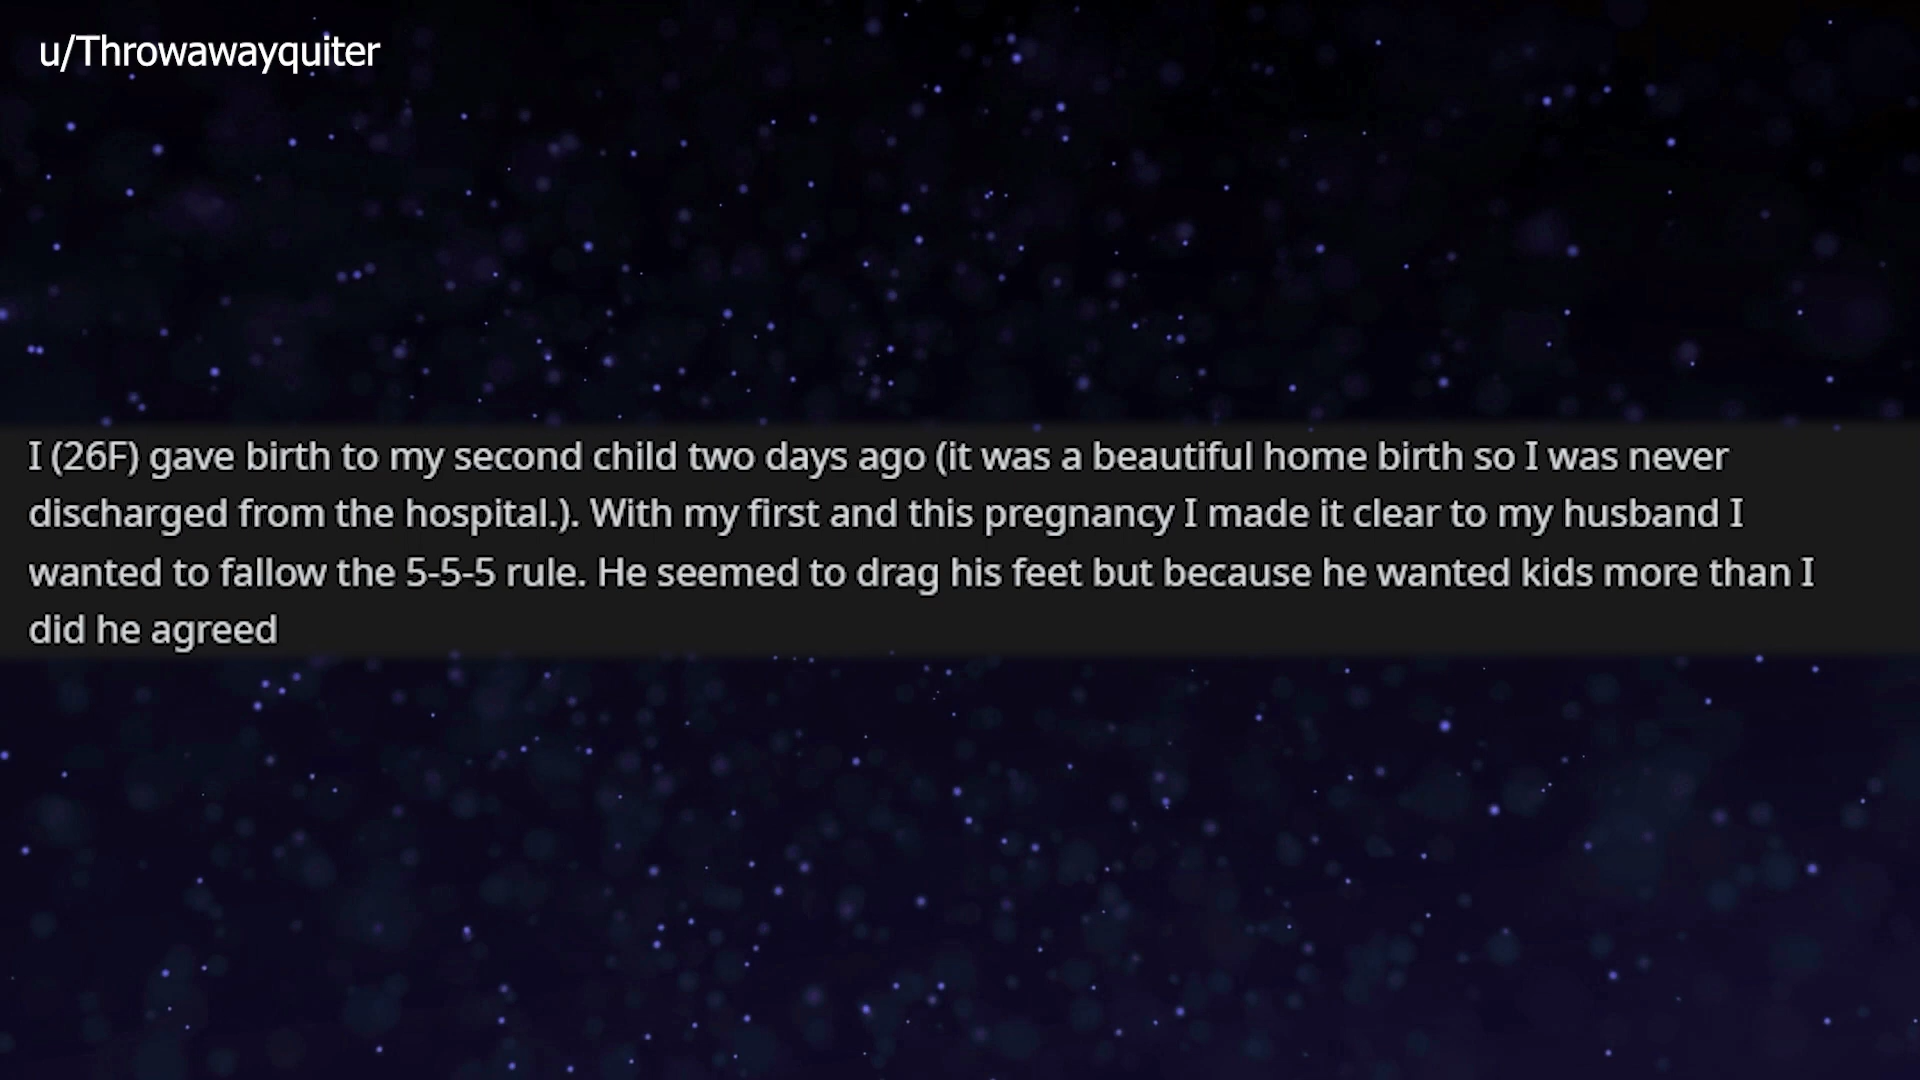 u/Throwawayquiter
I (26F) gave birth to my second child two days ago (it was a beautiful home birth so I was never
discharged from the hospital.). With my first and this pregnancy I made it clear to my husband I
wanted to fallow the 5-5-5 rule. He seemed to drag his feet but because he wanted kids more than I
did he agreed